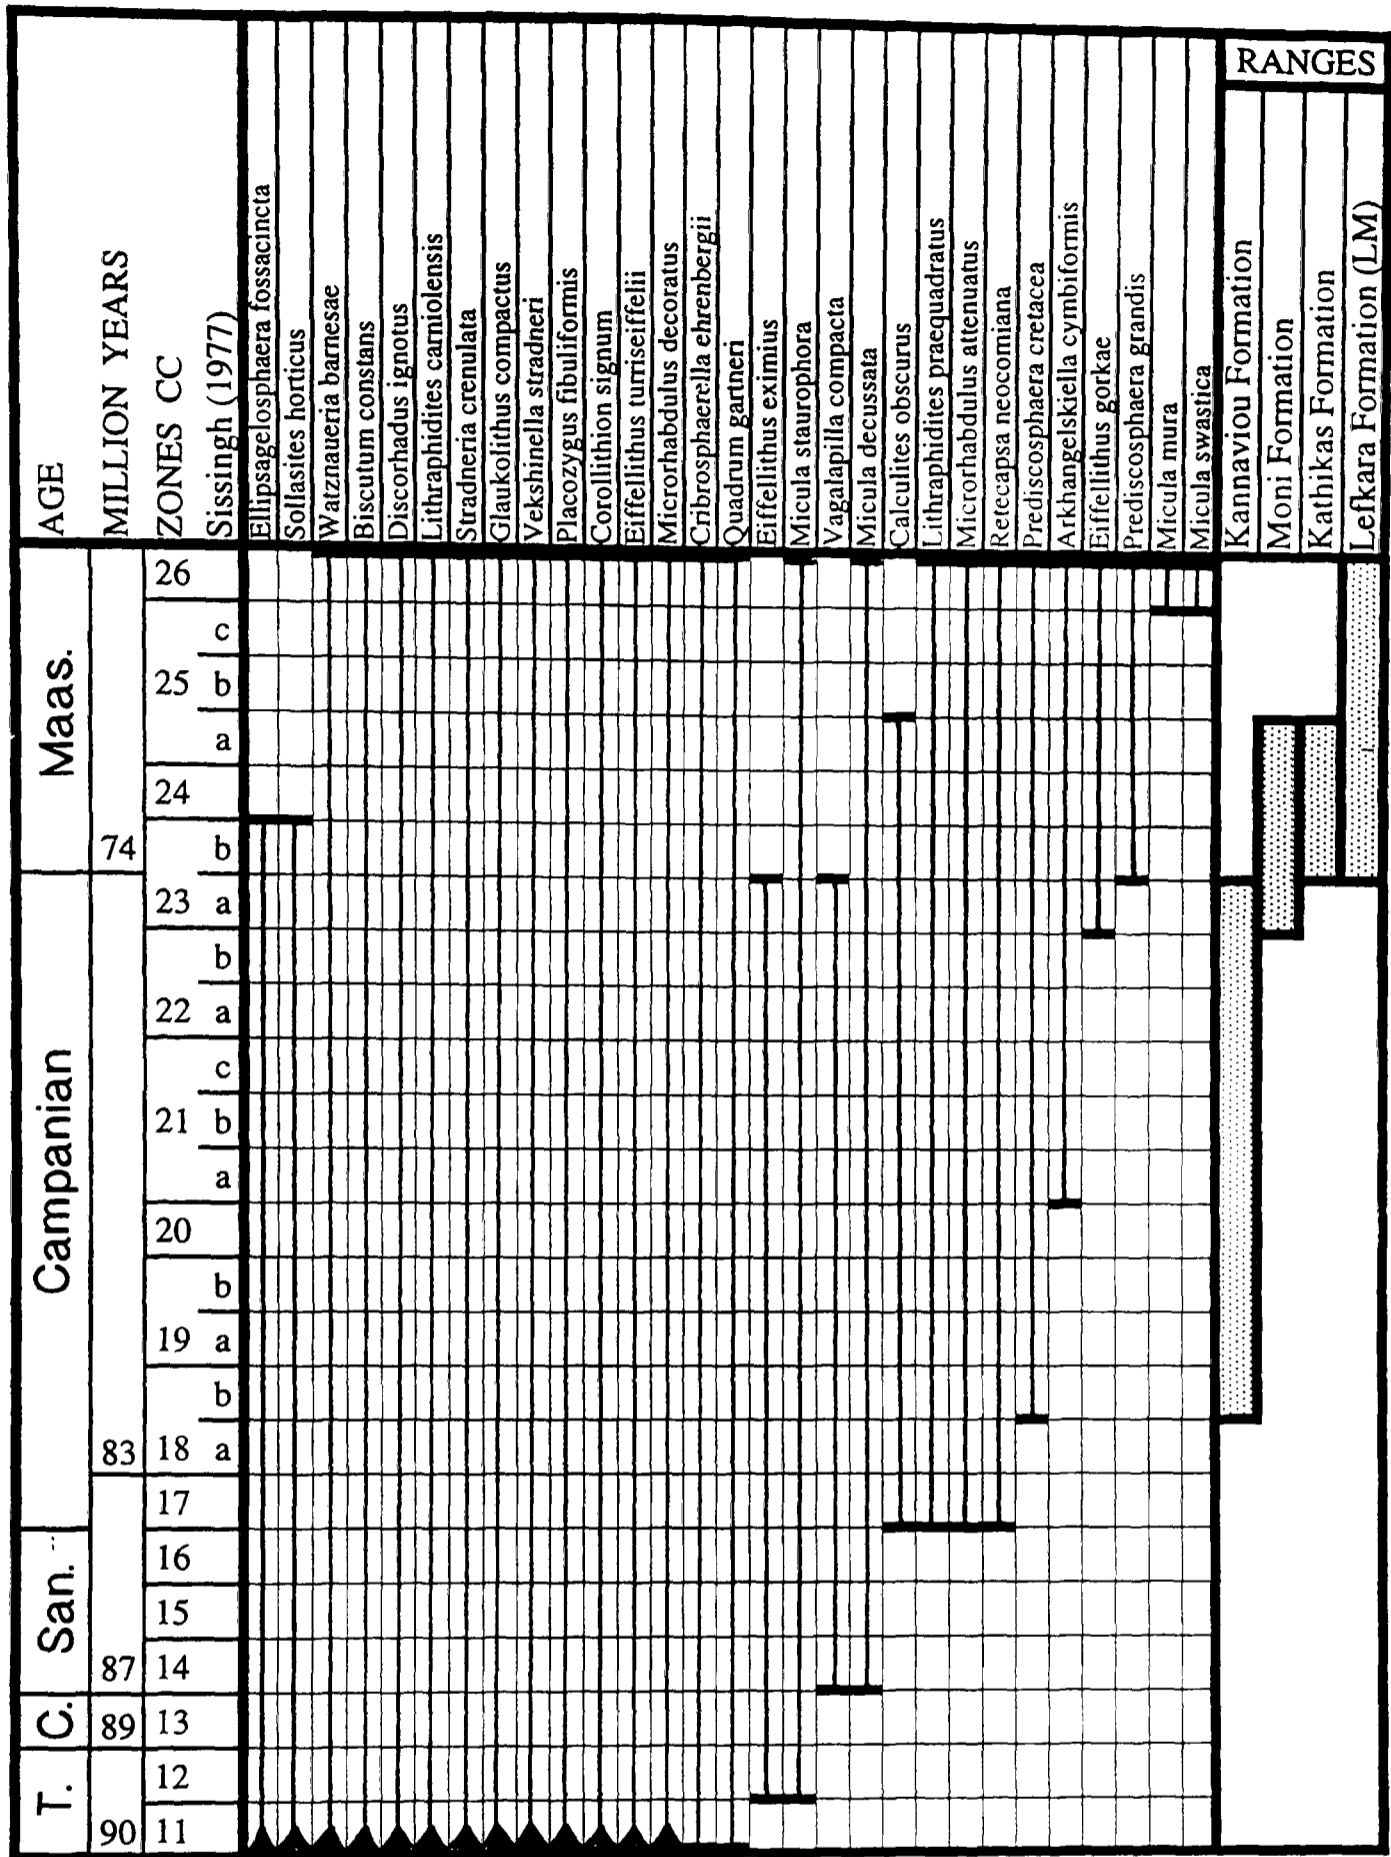 AGE
MILLION YEARS
ZONES CC
Sissingh (1977)
Ellipsagelosphaera fossacincta
Sollasites horticus
Watznaueria barnesae
Biscutum constans
Discorhadus ignotus
Lithraphidites carniolensis
Stradneria crenulata
Glaukolithus compactus
Vekshinella stradneri
Placozygus fibuliformis
Corollithion signum
Eiffellithus turriseiffelii
Microrhabdulus decoratus
Cribrosphaerella ehrenbergii
Quadrum gartneri
Eiffellithus eximius
Micula staurophora
Vagalapilla compacta
Micula decussata
Calculites obscurus
Lithraphidites praequadratus
Microrhabdulus attenuatus
Retecapsa neocomiana
Prediscosphaera cretacea
Arkhangelskiella cymbiformis
Eiffellithus gorkae
Prediscosphaera grandis
Micula mura
Micula swastica
RANGES
Kannaviou Formation
Moni Formation
Kathikas Formation
Lefkara Formation (LM)
Maas.
Campanian
San.
C.
T.
74
83
87
89
90
26
c
25 b
a
24
b
23 a
b
22 a
c
21 b
a
20
b
19 a
b
18 a
17
16
15
14
13
12
11